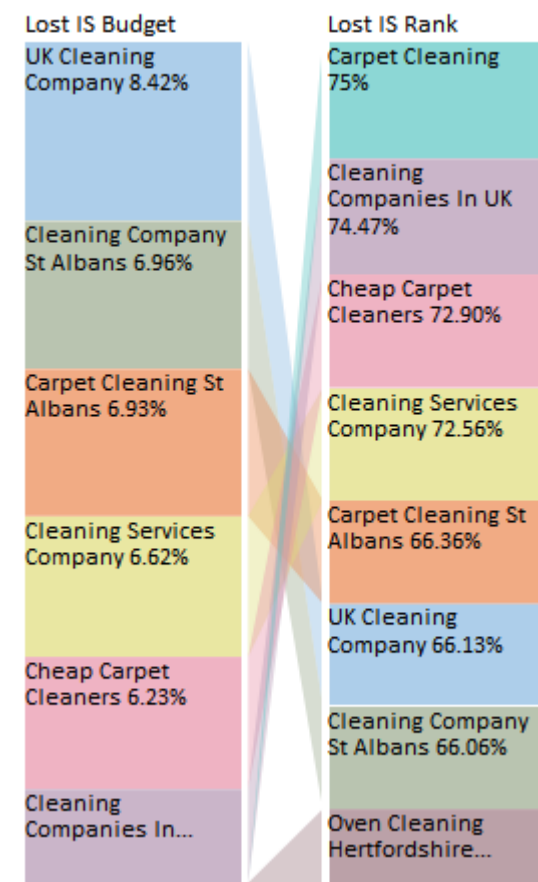 Lost IS Budget
UK Cleaning
Company 8.42%
Cleaning Company
St Albans 6.96%
Carpet Cleaning St
Albans 6.93%
Cleaning Services
Company 6.62%
Cheap Carpet
Cleaners 6.23%
Cleaning
Companies In...
Lost IS Rank
Carpet Cleaning
75%
Cleaning
Companies In UK
74.47%
Cheap Carpet
Cleaners 72.90%
Cleaning Services
Company 72.56%
Carpet Cleaning St
Albans 66.36%
UK Cleaning
Company 66.13%
Cleaning Company
St Albans 66.06%
Oven Cleaning
Hertfordshire...